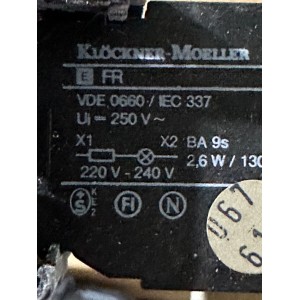 KLÖCKNER-MOELLER
E FR
VDE 0660 / IEC 337
Ui = 250 V ~
X1 X2 BA 9s
2,6 W / 130
220 V - 240 V
S FI N
067